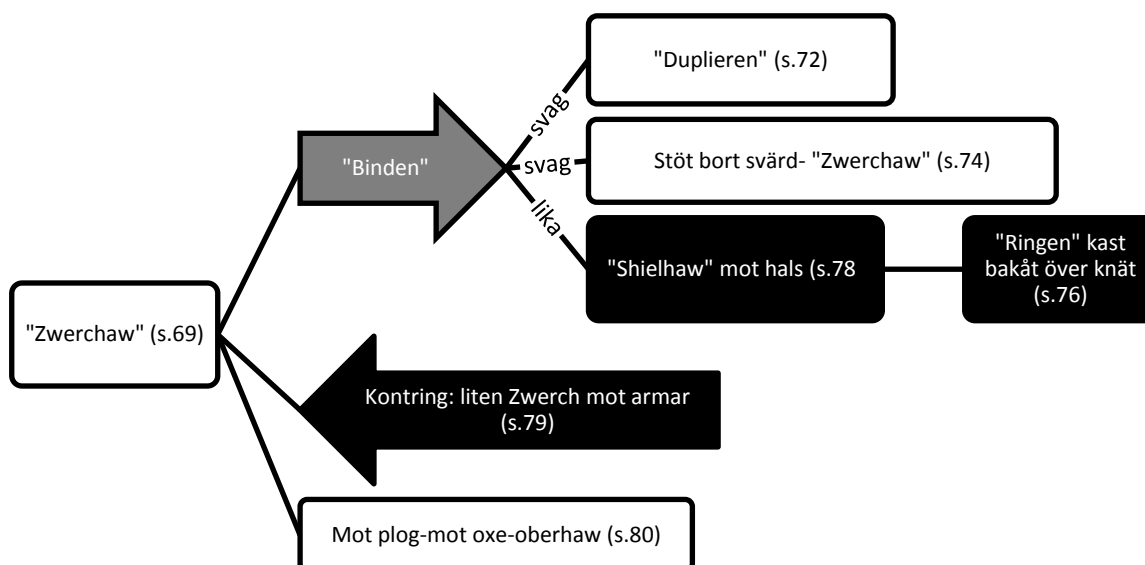 "Zwerchaw" (s.69)
"Binden"
svag
"Duplieren" (s.72)
svag
Stöt bort svärd- "Zwerchaw" (s.74)
lika
"Shielhaw" mot hals (s.78
"Ringen" kast
bakåt över knät
(s.76)
Kontring: liten Zwerch mot armar
(s.79)
Mot plog-mot oxe-oberhaw (s.80)